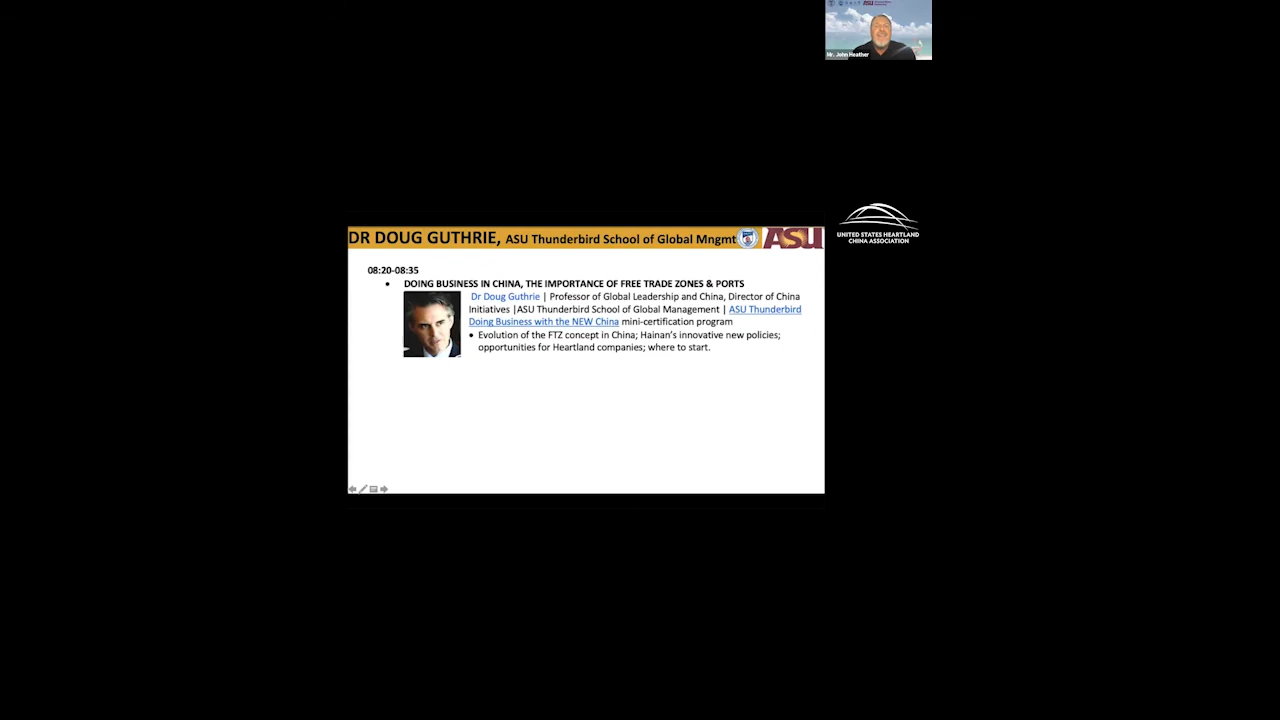 ASU
Mr. John Heather
DR DOUG GUTHRIE, ASU Thunderbird School of Global Mngmt ASU
UNITED STATES HEARTLAND
CHINA ASSOCIATION
08:20-08:35
• DOING BUSINESS IN CHINA, THE IMPORTANCE OF FREE TRADE ZONES & PORTS
Dr Doug Guthrie | Professor of Global Leadership and China, Director of China
Initiatives |ASU Thunderbird School of Global Management | ASU Thunderbird
Doing Business with the NEW China mini-certification program
• Evolution of the FTZ concept in China; Hainan's innovative new policies;
opportunities for Heartland companies; where to start.